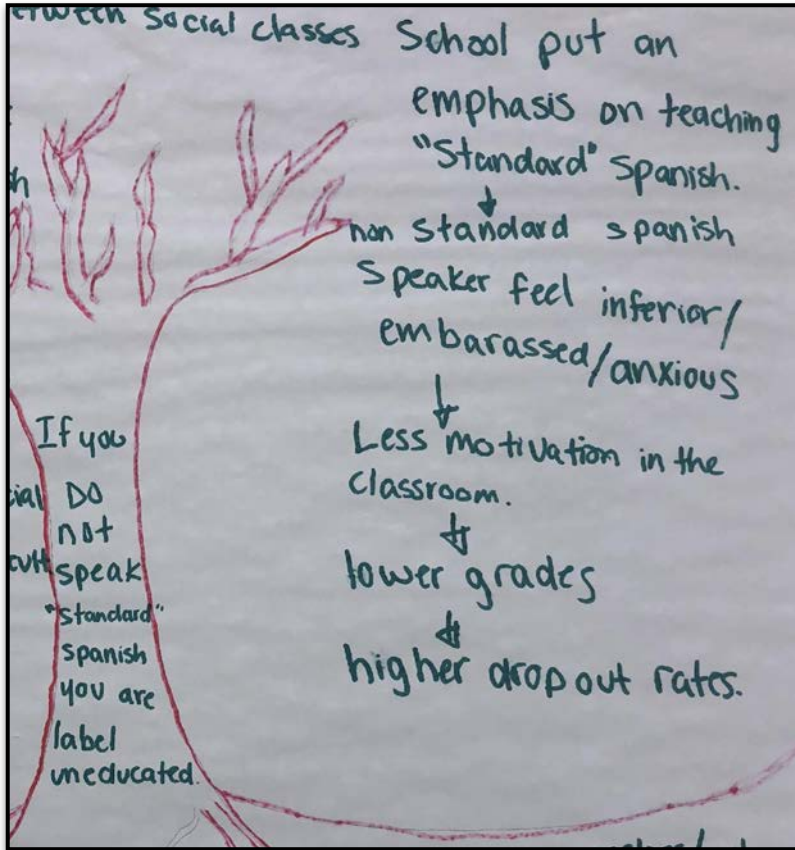 between social classes
School put an
emphasis on teaching
"Standard" Spanish.
↓
non standard spanish
Speaker feel inferior/
embarassed/anxious
↓
Less motivation in the
classroom.
↓
lower grades
↓
higher dropout rates.
If you
DO
not
speak
"standard"
spanish
you are
label
uneducated.